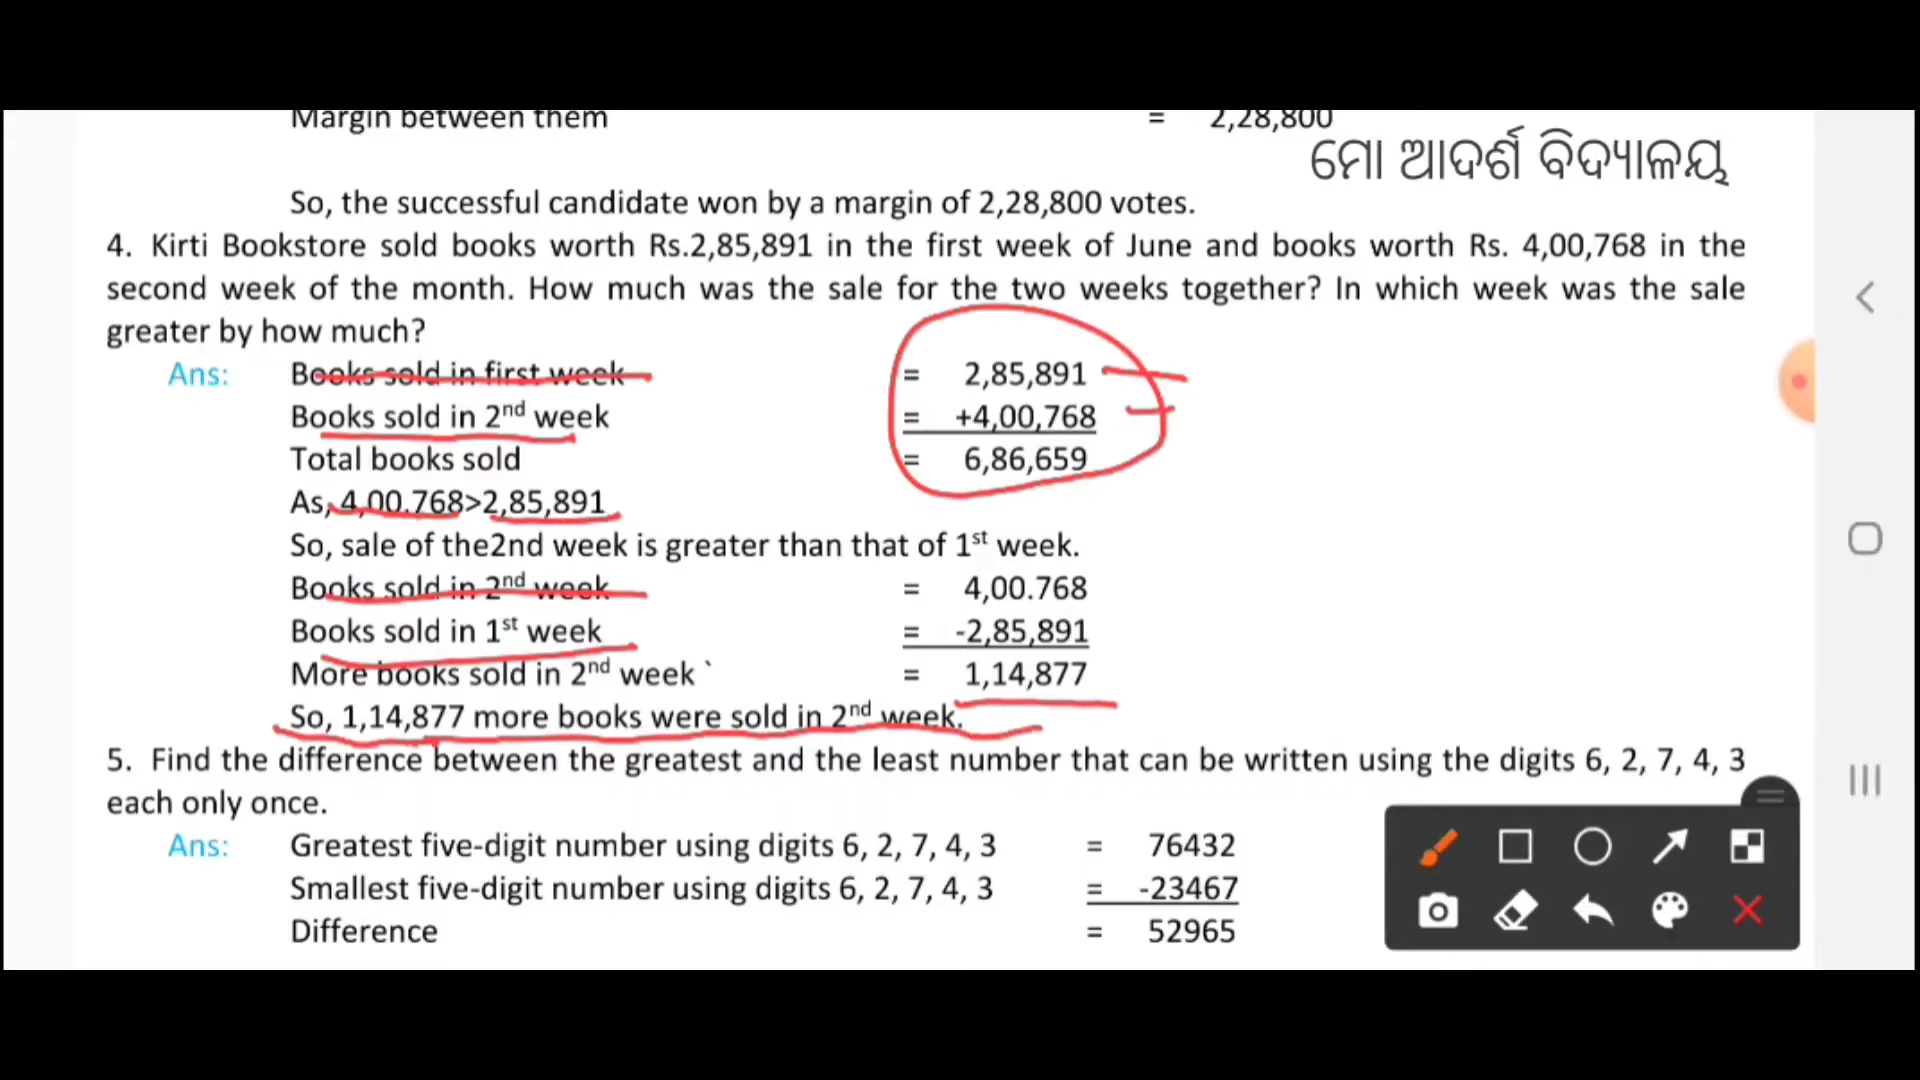 Margin between them = 2,28,800
ମୋ ଆଦର୍ଶ ବିଦ୍ୟାଳୟ
So, the successful candidate won by a margin of 2,28,800 votes.
4. Kirti Bookstore sold books worth Rs.2,85,891 in the first week of June and books worth Rs. 4,00,768 in the
second week of the month. How much was the sale for the two weeks together? In which week was the sale
greater by how much?
Ans: Books sold in first week = 2,85,891
Books sold in 2nd week = +4,00,768
Total books sold = 6,86,659
As, 4,00.768>2,85,891
So, sale of the2nd week is greater than that of 1st week.
Books sold in 2nd week = 4,00.768
Books sold in 1st week = -2,85,891
More books sold in 2nd week ` = 1,14,877
So, 1,14,877 more books were sold in 2nd week.
5. Find the difference between the greatest and the least number that can be written using the digits 6, 2, 7, 4, 3
each only once.
Ans: Greatest five-digit number using digits 6, 2, 7, 4, 3 = 76432
Smallest five-digit number using digits 6, 2, 7, 4, 3 = -23467
Difference = 52965